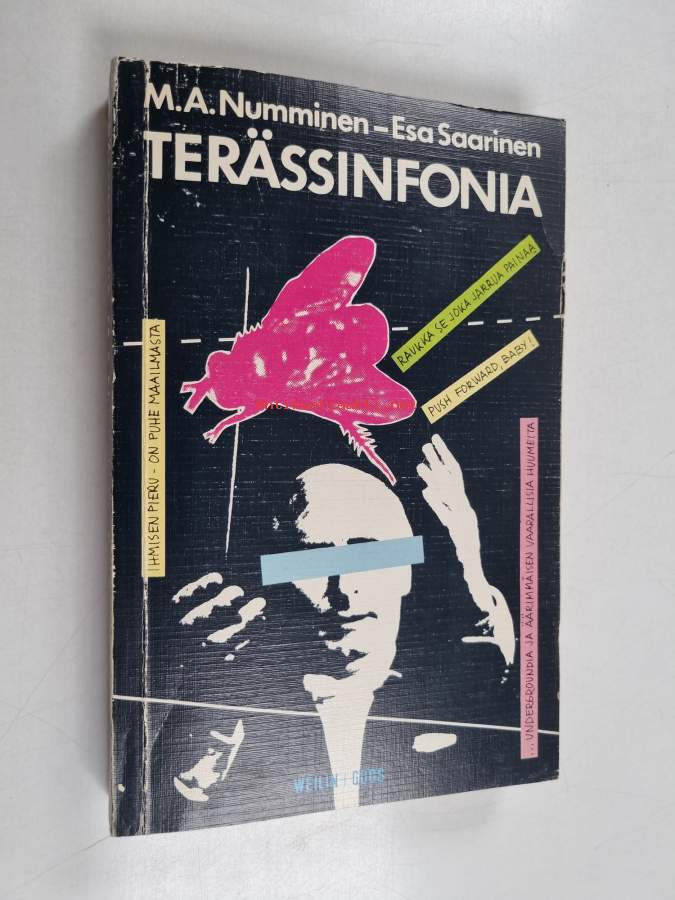 M.A. Numminen – Esa Saarinen
TERÄSSINFONIA
RAUKKA SE JOKA JARRUA PAINAA
PUSH FORWARD, BABY!
IHMISEN PIERU - ON PUHE MAAILMASTA
...UNDERGROUNDIA JA ÄÄRIMMÄISEN VAARALLISIA HUUMEITA
WEILIN + GÖÖS